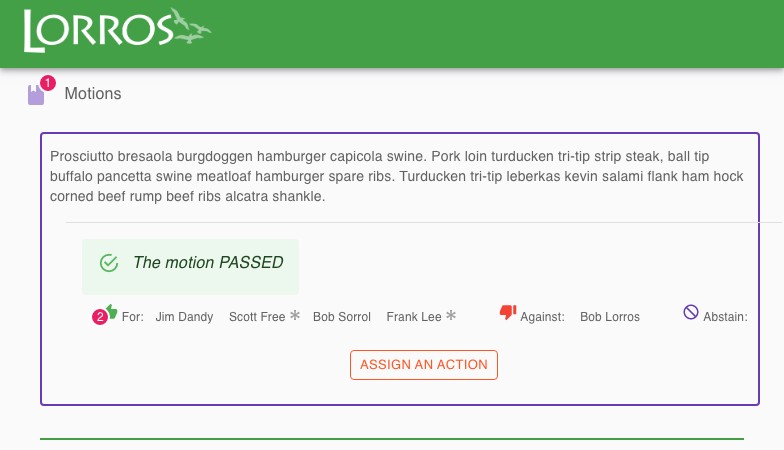 LORROS
1
Motions
Prosciutto bresaola burgdoggen hamburger capicola swine. Pork loin turducken tri-tip strip steak, ball tip
buffalo pancetta swine meatloaf hamburger spare ribs. Turducken tri-tip leberkas kevin salami flank ham hock
corned beef rump beef ribs alcatra shankle.
The motion PASSED
2 For: Jim Dandy Scott Free * Bob Sorrol Frank Lee * Against: Bob Lorros Abstain:
ASSIGN AN ACTION